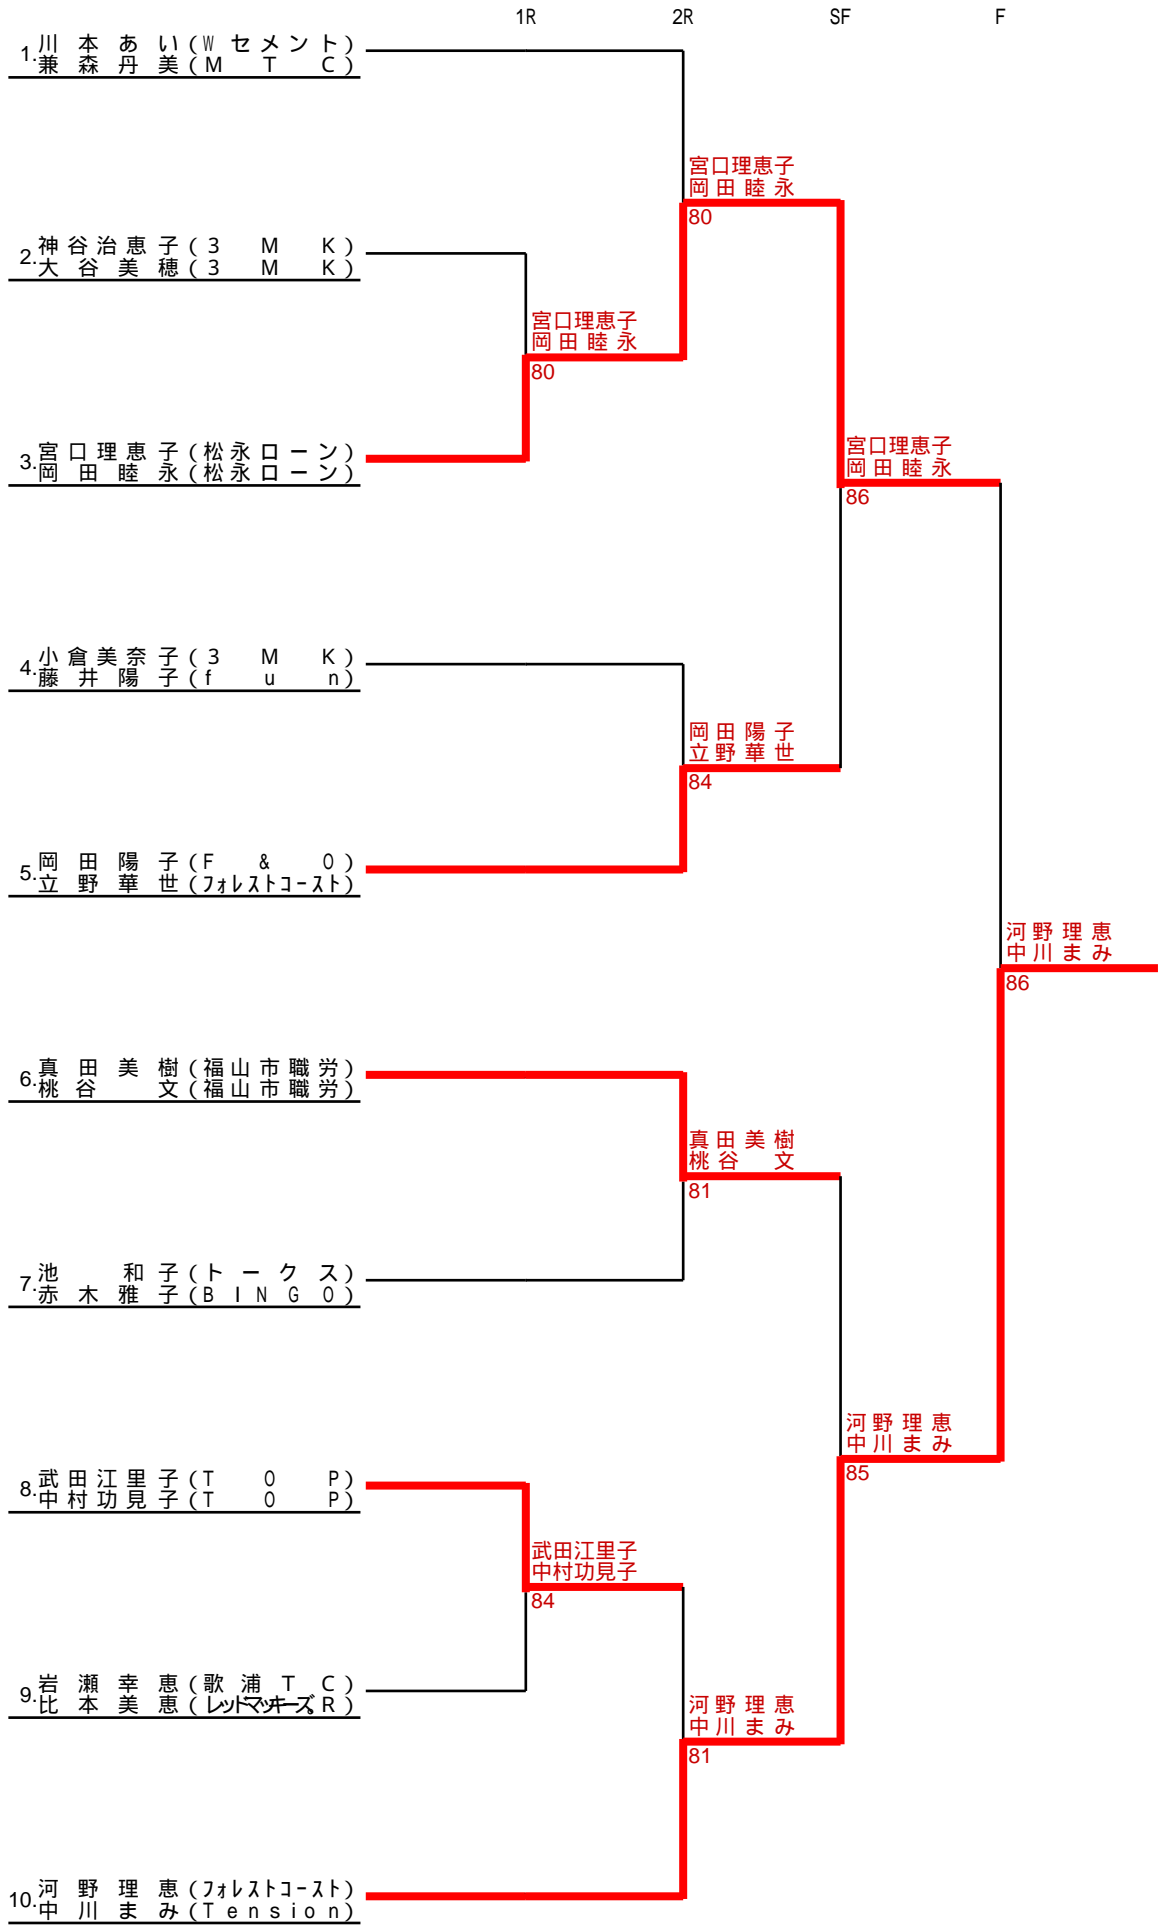 1R 2R SF F
1. 川本あい(Wセメント)
兼森丹美(MTC)
宮口理恵子
岡田睦永
80
2. 神谷治恵子(3MK)
大谷美穂(3MK)
宮口理恵子
岡田睦永
80
3. 宮口理恵子(松永ローン)
岡田睦永(松永ローン)
宮口理恵子
岡田睦永
86
4. 小倉美奈子(3MK)
藤井陽子(fun)
岡田陽子
立野華世
84
5. 岡田陽子(F&O)
立野華世(フォレストコースト)
河野理恵
中川まみ
86
6. 真田美樹(福山市職労)
桃谷 文(福山市職労)
真田美樹
桃谷 文
81
7. 池 和子(トークス)
赤木雅子(BINGO)
河野理恵
中川まみ
85
8. 武田江里子(TOP)
中村功見子(TOP)
武田江里子
中村功見子
84
9. 岩瀬幸恵(歌浦TC)
比本美恵(レッドマッキーズR)
河野理恵
中川まみ
81
10. 河野理恵(フォレストコースト)
中川まみ(Tension)